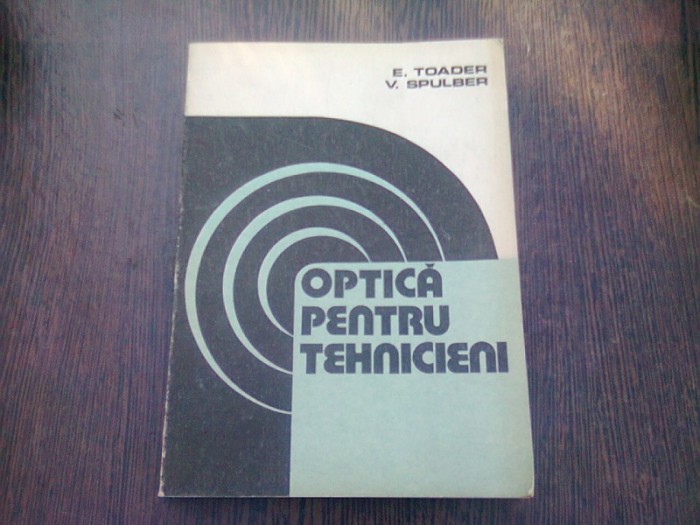 E. TOADER
V. SPULBER
OPTICĂ
PENTRU
TEHNICIENI